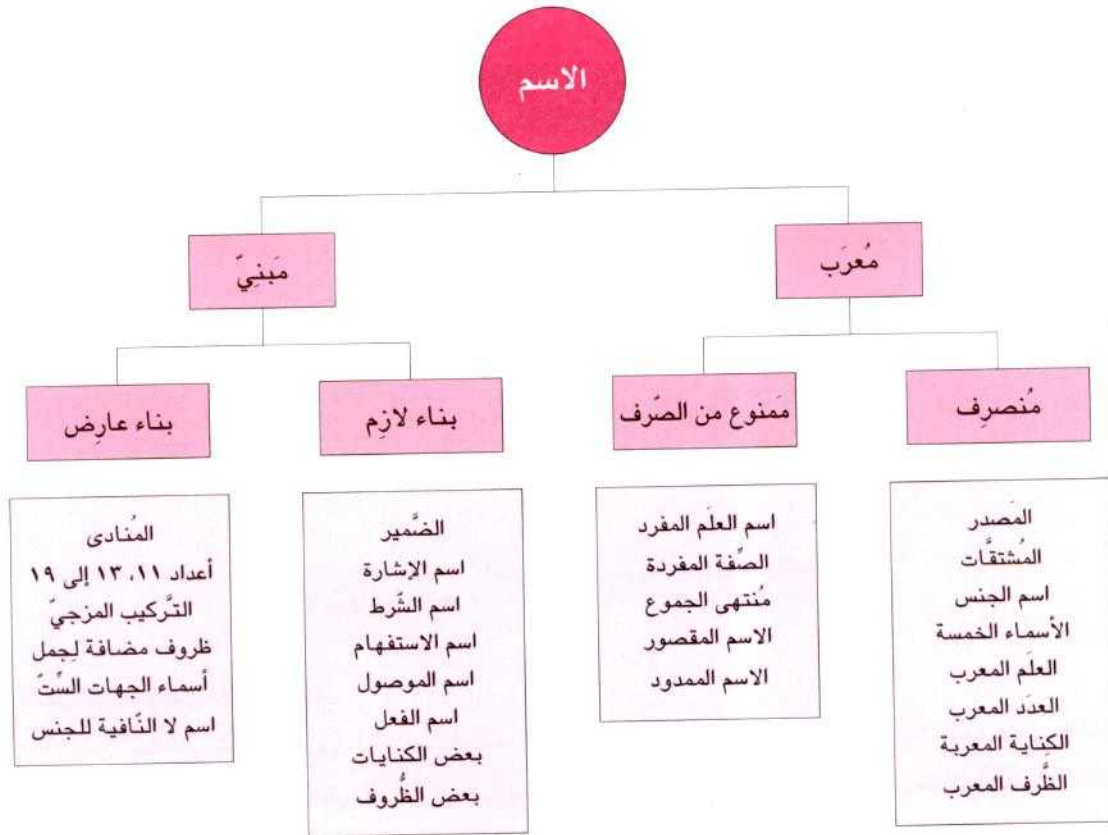 الاسم
مُعرَب
مَبنِيّ
مُنصرِف
مَمنوع من الصَّرف
بناء لازِم
بناء عارِض
المَصدر
المُشتقَّات
اسم الجنس
الأسماء الخمسة
العلَم المعرب
العدَد المعرب
الكِناية المعربة
الظَّرف المعرب
اسم العلَم المفرد
الصِّفة المفردة
مُنتهى الجموع
الاسم المقصور
الاسم الممدود
الضَّمير
اسم الإشارة
اسم الشَّرط
اسم الاستفهام
اسم الموصول
اسم الفعل
بعض الكنايات
بعض الظُّروف
المُنادى
أعداد ١١، ١٣ إلى ١٩
التَّركيب المزجيّ
ظروف مضافة لِجمل
أسماء الجهات السِّتّ
اسم لا النَّافية للجنس